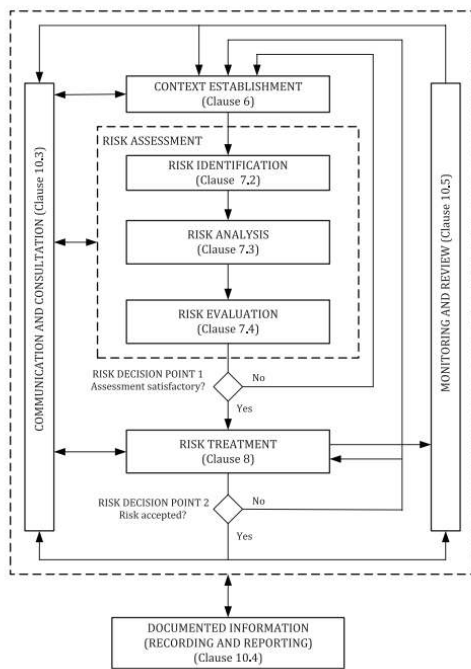 CONTEXT ESTABLISHMENT
(Clause 6)
RISK ASSESSMENT
RISK IDENTIFICATION
(Clause 7.2)
RISK ANALYSIS
(Clause 7.3)
RISK EVALUATION
(Clause 7.4)
RISK DECISION POINT 1
Assessment satisfactory?
No
Yes
RISK TREATMENT
(Clause 8)
RISK DECISION POINT 2
Risk accepted?
No
Yes
COMMUNICATION AND CONSULTATION (Clause 10.3)
MONITORING AND REVIEW (Clause 10.5)
DOCUMENTED INFORMATION
(RECORDING AND REPORTING)
(Clause 10.4)